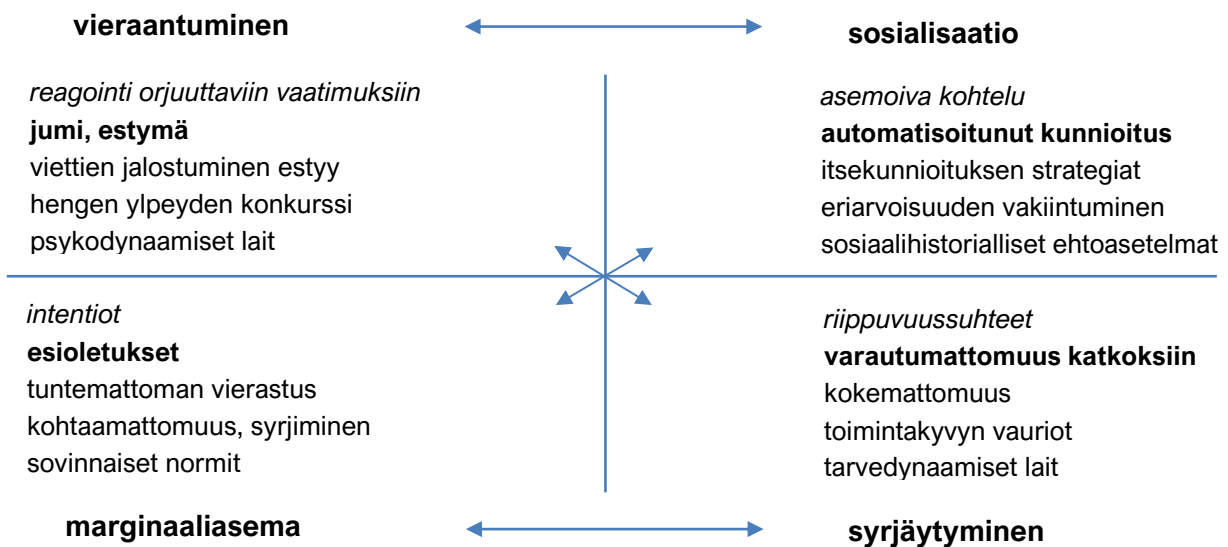 vieraantuminen
reagointi orjuuttaviin vaatimuksiin
jumi, estymä
viettien jalostuminen estyy
hengen ylpeyden konkurssi
psykodynaamiset lait
sosialisaatio
asemoiva kohtelu
automatisoitunut kunnioitus
itsekunnioituksen strategiat
eriarvoisuuden vakiintuminen
sosiaalihistorialliset ehtoasetelmat
intentiot
esioletukset
tuntemattoman vierastus
kohtaamattomuus, syrjiminen
sovinnaiset normit
marginaaliasema
riippuvuussuhteet
varautumattomuus katkoksiin
kokemattomuus
toimintakyvyn vauriot
tarvedynaamiset lait
syrjäytyminen